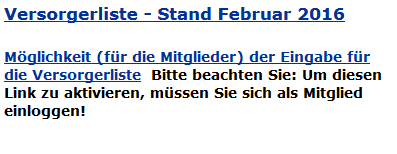 Versorgerliste - Stand Februar 2016
Möglichkeit (für die Mitglieder) der Eingabe für
die Versorgerliste  Bitte beachten Sie: Um diesen
Link zu aktivieren, müssen Sie sich als Mitglied
einloggen!